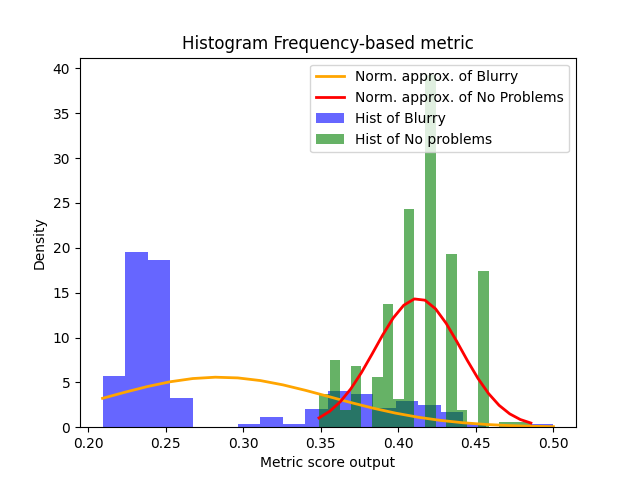 Histogram Frequency-based metric
Norm. approx. of Blurry
Norm. approx. of No Problems
Hist of Blurry
Hist of No problems
Density
40
35
30
25
20
15
10
5
0
0.20 0.25 0.30 0.35 0.40 0.45 0.50
Metric score output